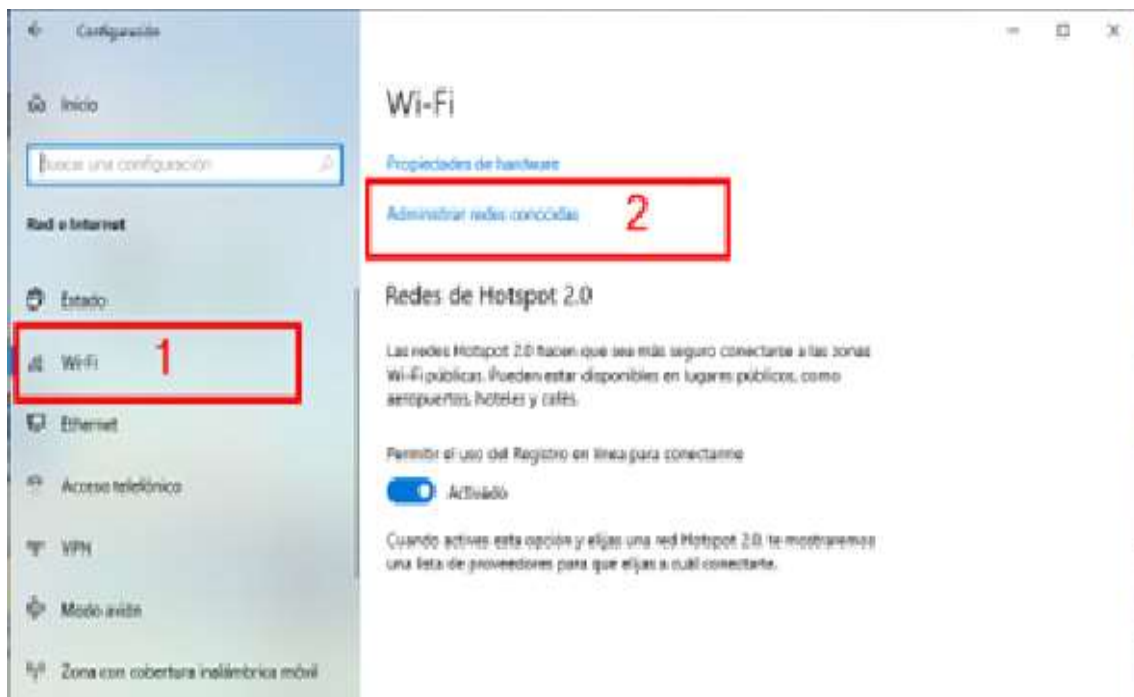 Configuración
Inicio
Buscar una configuración
Red e Internet
Estado
Wi-Fi
1
Ethernet
Acceso telefónico
VPN
Modo avión
Zona con cobertura inalámbrica móvil
Wi-Fi
Propiedades de hardware
Administrar redes conocidas
2
Redes de Hotspot 2.0
Las redes Hotspot 2.0 hacen que sea más seguro conectarse a las zonas
Wi-Fi públicas. Pueden estar disponibles en lugares públicos, como
aeropuertos, hoteles y cafés.
Permitir el uso del Registro en línea para conectarme
Activado
Cuando actives esta opción y elijas una red Hotspot 2.0, te mostraremos
una lista de proveedores para que elijas a cuál conectarte.